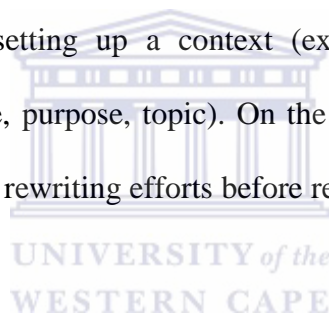 setting up a context (ex
, purpose, topic). On the
rewriting efforts before re
UNIVERSITY of the
WESTERN CAPE